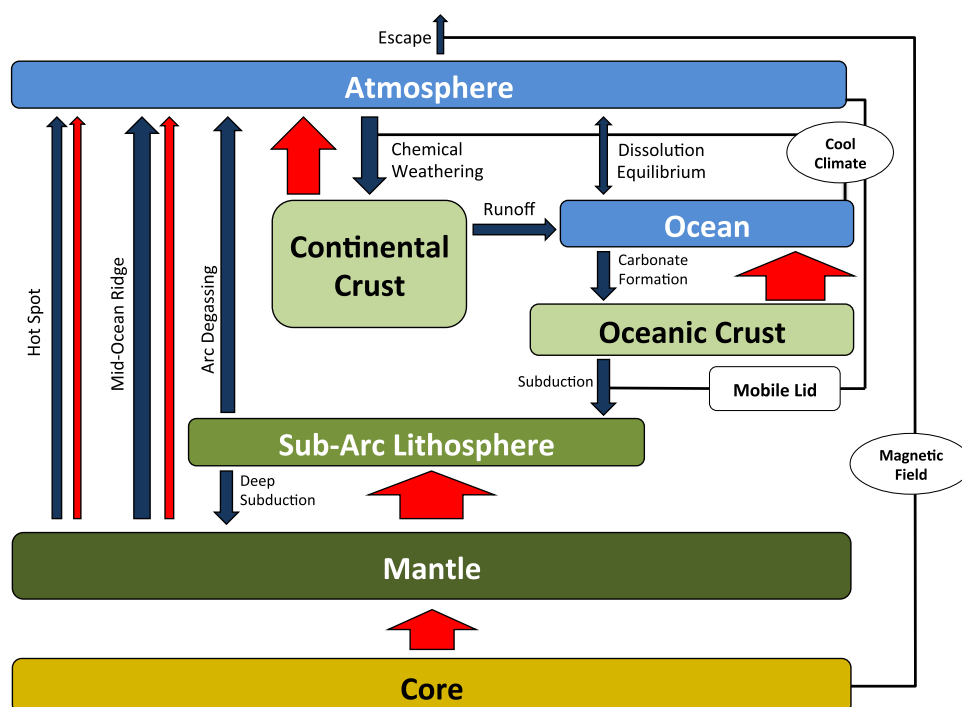 Escape
Atmosphere
Chemical
Weathering
Dissolution
Equilibrium
Cool
Climate
Continental
Crust
Runoff
Ocean
Carbonate
Formation
Hot Spot
Mid-Ocean Ridge
Arc Degassing
Oceanic Crust
Subduction
Mobile Lid
Sub-Arc Lithosphere
Magnetic
Field
Deep
Subduction
Mantle
Core